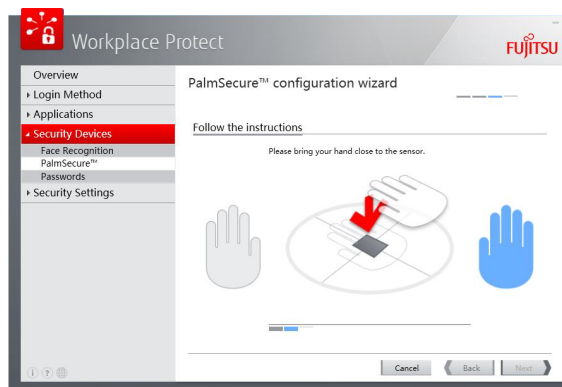 Workplace Protect
FUJITSU
Overview
Login Method
Applications
Security Devices
Face Recognition
PalmSecure™
Passwords
Security Settings
PalmSecure™ configuration wizard
Follow the instructions
Please bring your hand close to the sensor.
Cancel
Back
Next